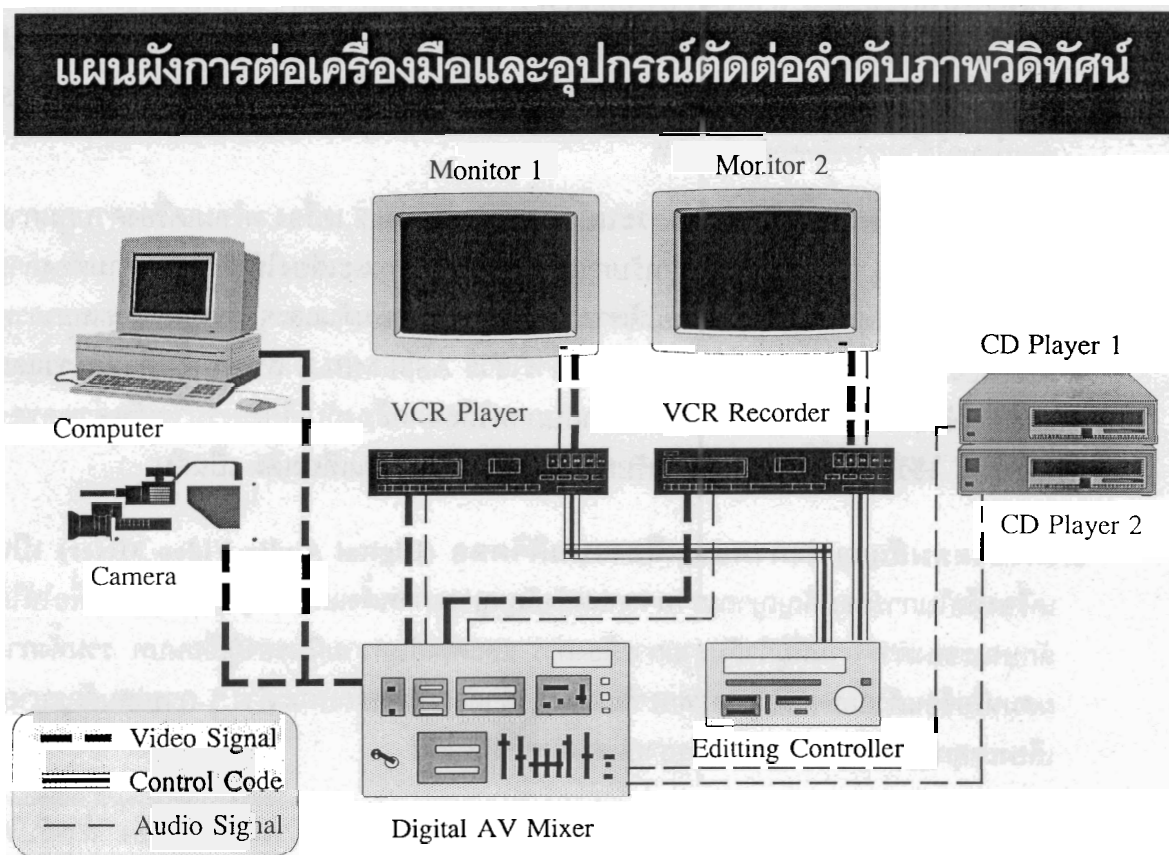 แผนผังการต่อเครื่องมือและอุปกรณ์ตัดต่อลำดับภาพวีดิทัศน์
Monitor 1
Monitor 2
CD Player 1
VCR Player
VCR Recorder
Computer
CD Player 2
Camera
Video Signal
Editting Controller
Control Code
Audio Signal
Digital AV Mixer